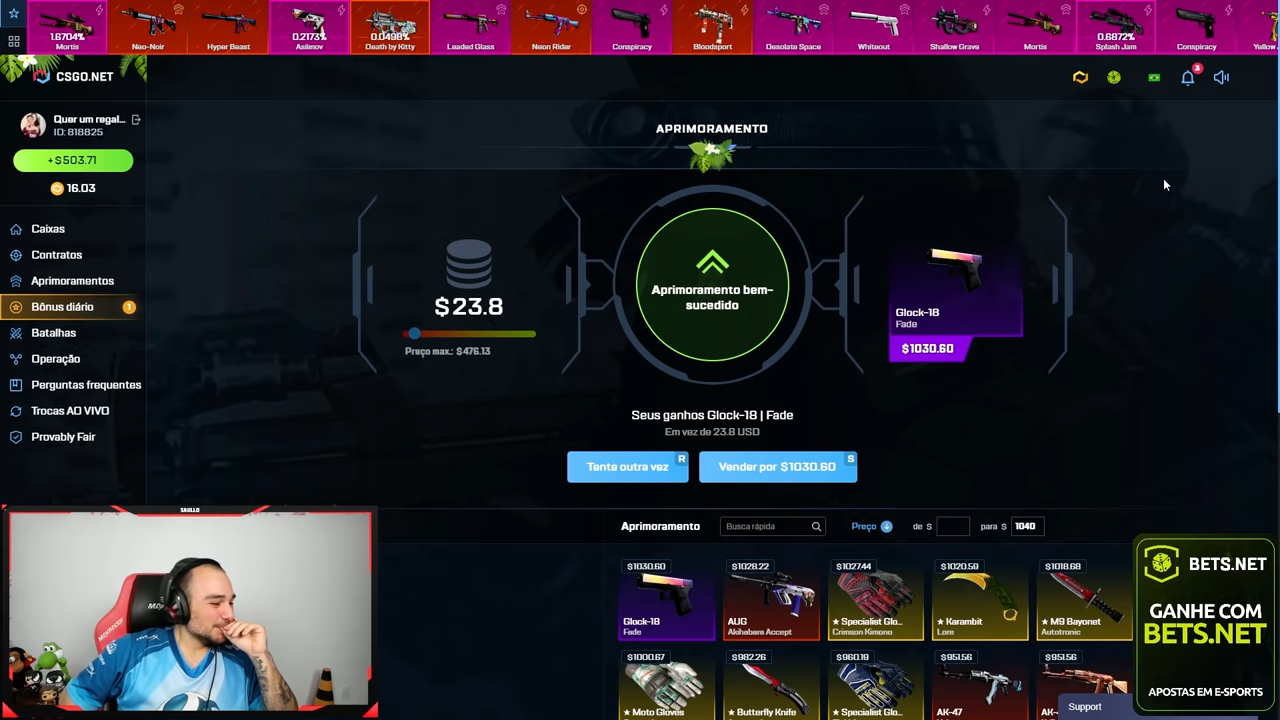 1.6704%
Mortis
Neo-Noir
Hyper Beast
0.2173%
Asiimov
0.0498%
Death by Kitty
Leaded Glass
Neon Rider
Conspiracy
Bloodsport
Desolate Space
Whiteout
Shallow Grave
Mortis
0.6872%
Splash Jam
Conspiracy
Yellow
CSGO.NET
3
Quer um regal...
ID: 818825
+$503.71
16.03
Caixas
Contratos
Aprimoramentos
Bônus diário 1
Batalhas
Operação
Perguntas frequentes
Trocas AO VIVO
Provably Fair
APRIMORAMENTO
$23.8
Preço max.: $476.13
Aprimoramento bem-
sucedido
Glock-18
Fade
$1030.60
Seus ganhos Glock-18 | Fade
Em vez de 23.8 USD
Tente outra vez R
Vender por $1030.60 S
Aprimoramento Busca rápida Preço de $ para $ 1040
$1030.60
Glock-18
Fade
$1028.22
AUG
Akihabara Accept
$1027.44
★ Specialist Glo...
Crimson Kimono
$1020.59
★ Karambit
Lore
$1018.68
★ M9 Bayonet
Autotronic
$1000.67
★ Moto Gloves
$982.26
★ Butterfly Knife
$960.19
★ Specialist Glo...
$951.56
AK-47
$951.56
AK-
Support
SAULLO
BETS.NET
GANHE COM
BETS.NET
APOSTAS EM E-SPORTS